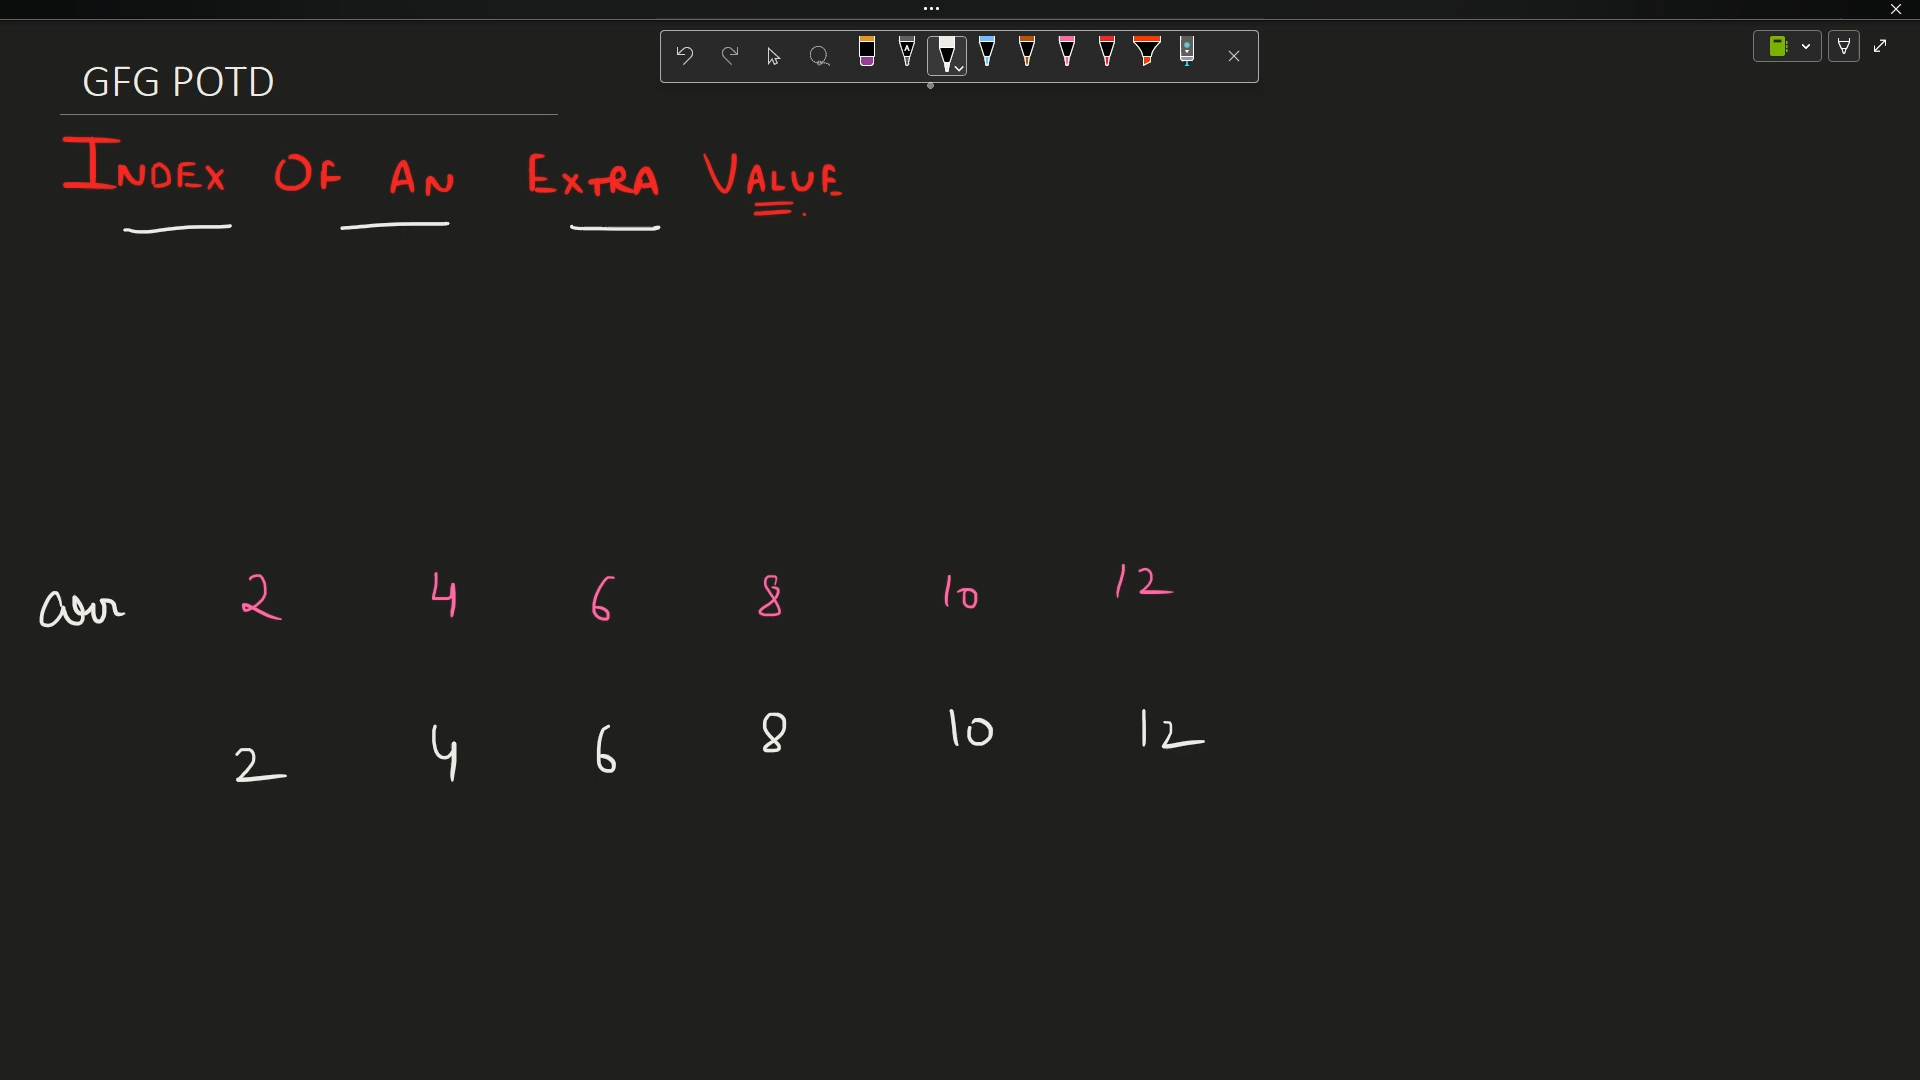 GFG POTD
INDEX OF AN EXTRA VALUE
arr 2 4 6 8 10 12
2 4 6 8 10 12